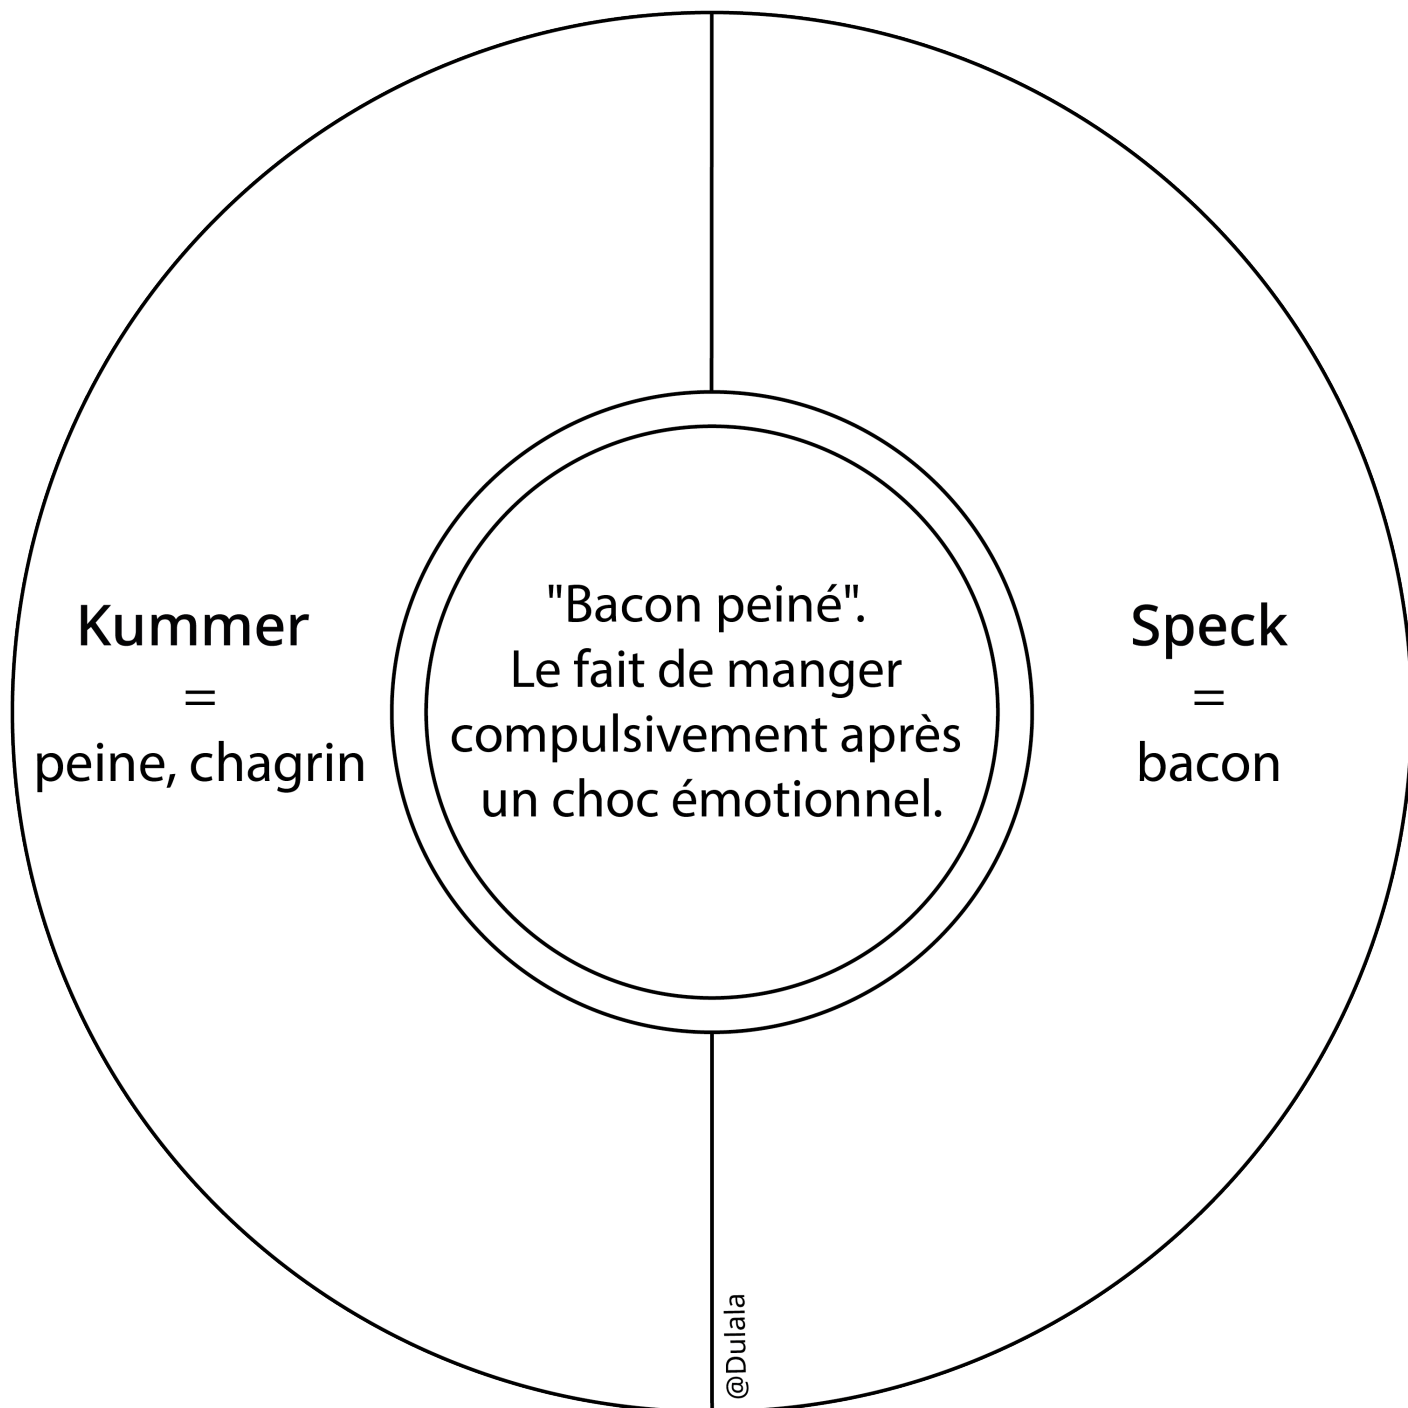 Kummer
=
peine, chagrin
"Bacon peiné".
Le fait de manger
compulsivement après
un choc émotionnel.
Speck
=
bacon
@Dulala